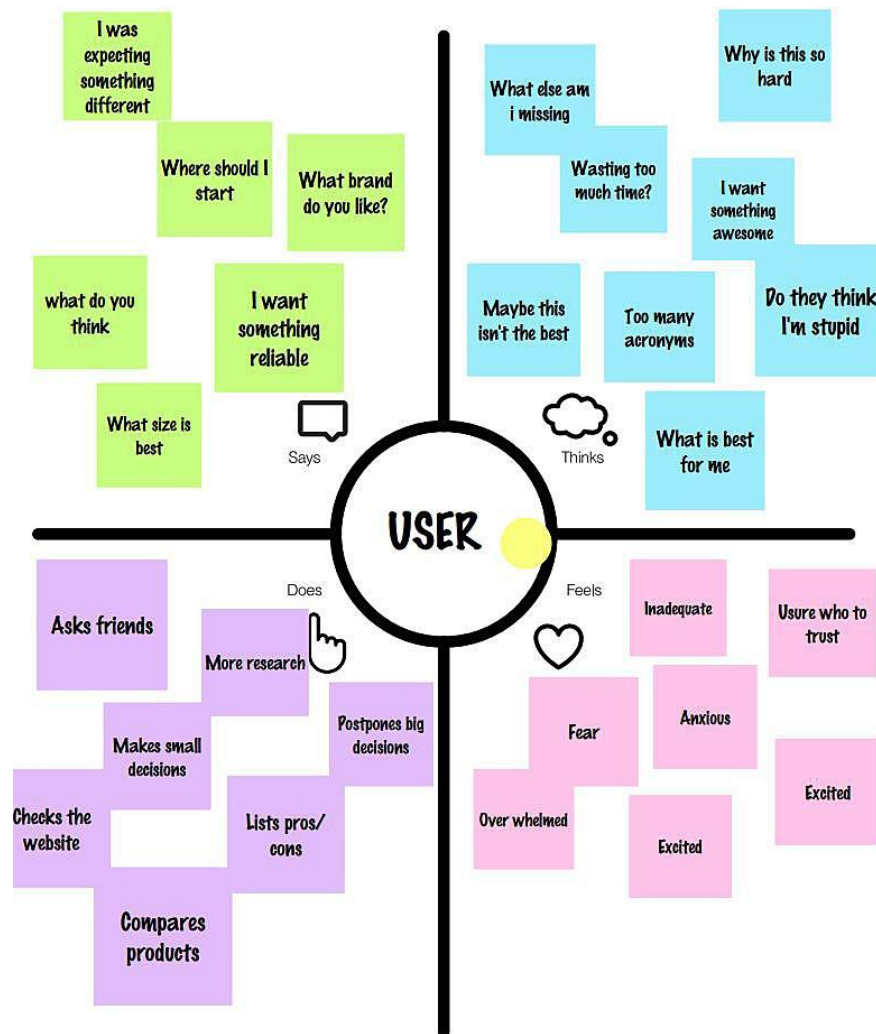 I was
expecting
something
different
Where should I
start
What brand
do you like?
what do you
think
I want
something
reliable
What size is
best
Says
What else am
i missing
Why is this so
hard
Wasting too
much time?
I want
something
awesome
Maybe this
isn't the best
Too many
acronyms
Do they think
I'm stupid
What is best
for me
Thinks
USER
Does
Asks friends
More research
Makes small
decisions
Postpones big
decisions
Checks the
website
Lists pros/
cons
Compares
products
Feels
Inadequate
Usure who to
trust
Fear
Anxious
Over whelmed
Excited
Excited